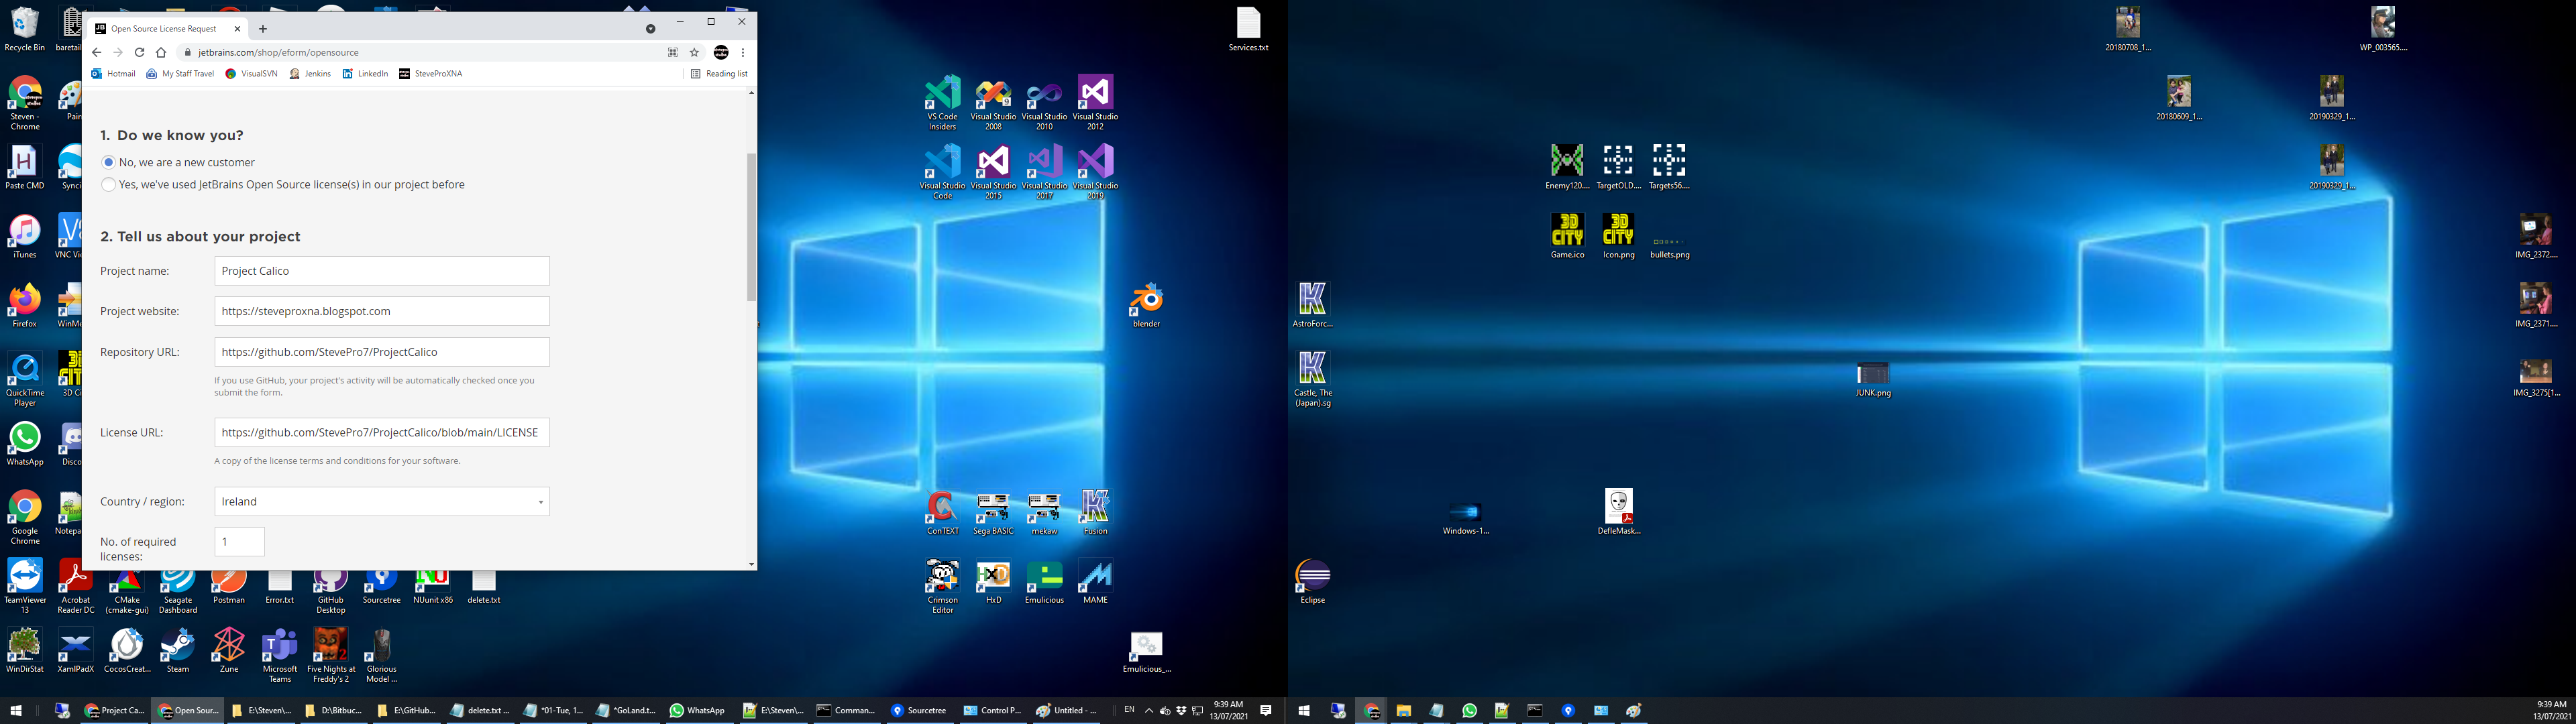 Open Source License Request
jetbrains.com/shop/eform/opensource
Hotmail
My Staff Travel
VisualSVN
Jenkins
LinkedIn
SteveProXNA
Reading list
1. Do we know you?
No, we are a new customer
Yes, we've used JetBrains Open Source license(s) in our project before
2. Tell us about your project
Project name:
Project Calico
Project website:
https://steveproxna.blogspot.com
Repository URL:
https://github.com/StevePro7/ProjectCalico
If you use GitHub, your project's activity will be automatically checked once you
submit the form.
License URL:
https://github.com/StevePro7/ProjectCalico/blob/main/LICENSE
A copy of the license terms and conditions for your software.
Country / region:
Ireland
No. of required
licenses:
1
Recycle Bin
baretail
Steven -
Chrome
Pain
Paste CMD
Synci
iTunes
VNC Vi
Firefox
WinMe
QuickTime
Player
3D Ci
WhatsApp
Disco
Google
Chrome
Notepa
TeamViewer
13
Acrobat
Reader DC
CMake
(cmake-gui)
Seagate
Dashboard
Postman
Error.txt
GitHub
Desktop
Sourcetree
NUnit x86
delete.txt
WinDirStat
XamlPadX
CocosCreat...
Steam
Zune
Microsoft
Teams
Five Nights at
Freddy's 2
Glorious
Model ...
Services.txt
VS Code
Insiders
Visual Studio
2008
Visual Studio
2010
Visual Studio
2012
Visual Studio
Code
Visual Studio
2015
Visual Studio
2017
Visual Studio
2019
blender
ConTEXT
Sega BASIC
mekaw
Fusion
Crimson
Editor
HxD
Emulicious
MAME
Emulicious_...
20180708_1...
WP_003565....
20180609_1...
20190329_1...
Enemy120....
TargetOLD....
Targets56....
20190329_1...
3D
CITY
Game.ico
3D
CITY
Icon.png
bullets.png
IMG_2372....
AstroForc...
IMG_2371....
Castle, The
(Japan).sg
JUNK.png
IMG_3275[1...
Windows-1...
DefleMask...
Eclipse
Project Ca...
Open Sour...
E:\Steven\...
D:\Bitbuc...
E:\GitHub...
delete.txt ...
*01-Tue, 1...
*GoLand.t...
WhatsApp
E:\Steven\...
Comman...
Sourcetree
Control P...
Untitled - ...
EN
9:39 AM
13/07/2021
9:39 AM
13/07/2021